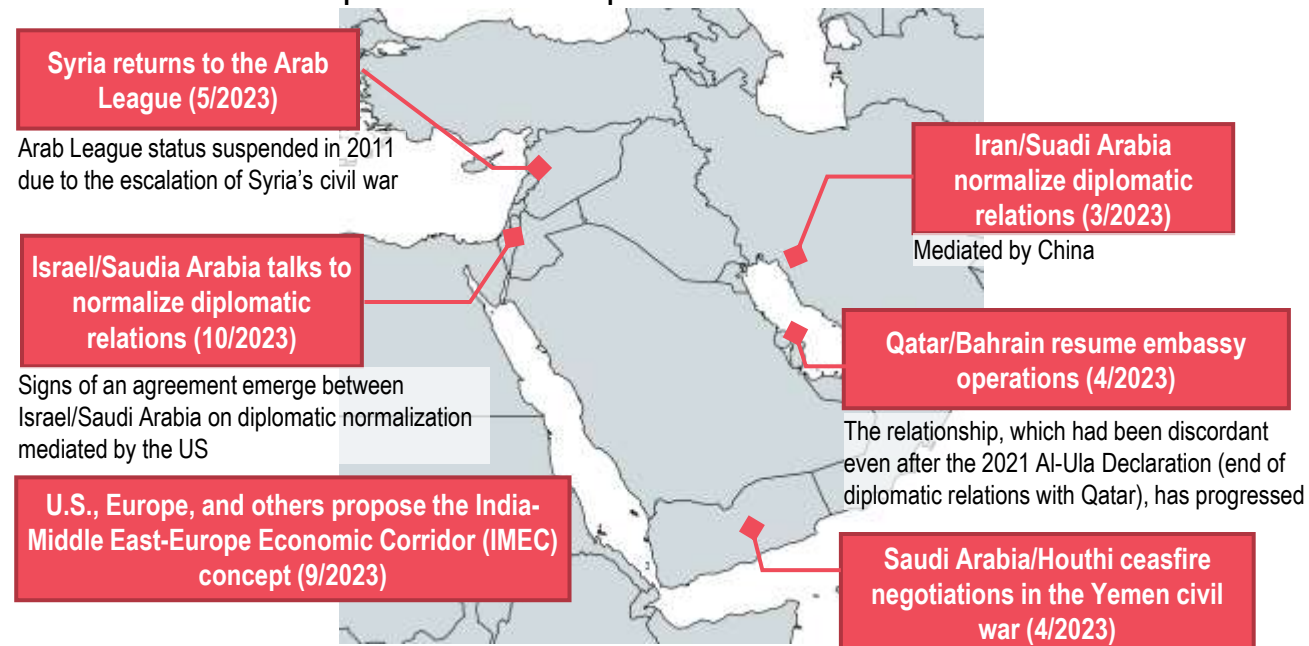 Syria returns to the Arab
League (5/2023)
Arab League status suspended in 2011
due to the escalation of Syria's civil war
Israel/Saudia Arabia talks to
normalize diplomatic
relations (10/2023)
Signs of an agreement emerge between
Israel/Saudi Arabia on diplomatic normalization
mediated by the US
U.S., Europe, and others propose the India-
Middle East-Europe Economic Corridor (IMEC)
concept (9/2023)
Iran/Suadi Arabia
normalize diplomatic
relations (3/2023)
Mediated by China
Qatar/Bahrain resume embassy
operations (4/2023)
The relationship, which had been discordant
even after the 2021 Al-Ula Declaration (end of
diplomatic relations with Qatar), has progressed
Saudi Arabia/Houthi ceasfire
negotiations in the Yemen civil
war (4/2023)